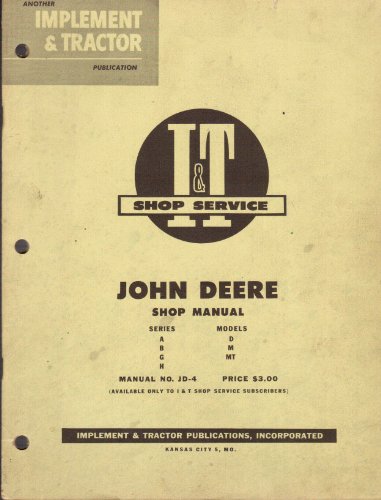 ANOTHER
IMPLEMENT
& TRACTOR
PUBLICATION
I&T
SHOP SERVICE
JOHN DEERE
SHOP MANUAL
SERIES MODELS
A D
B M
G MT
H
MANUAL NO. JD-4 PRICE $3.00
(AVAILABLE ONLY TO I & T SHOP SERVICE SUBSCRIBERS)
IMPLEMENT & TRACTOR PUBLICATIONS, INCORPORATED
KANSAS CITY 5, MO.